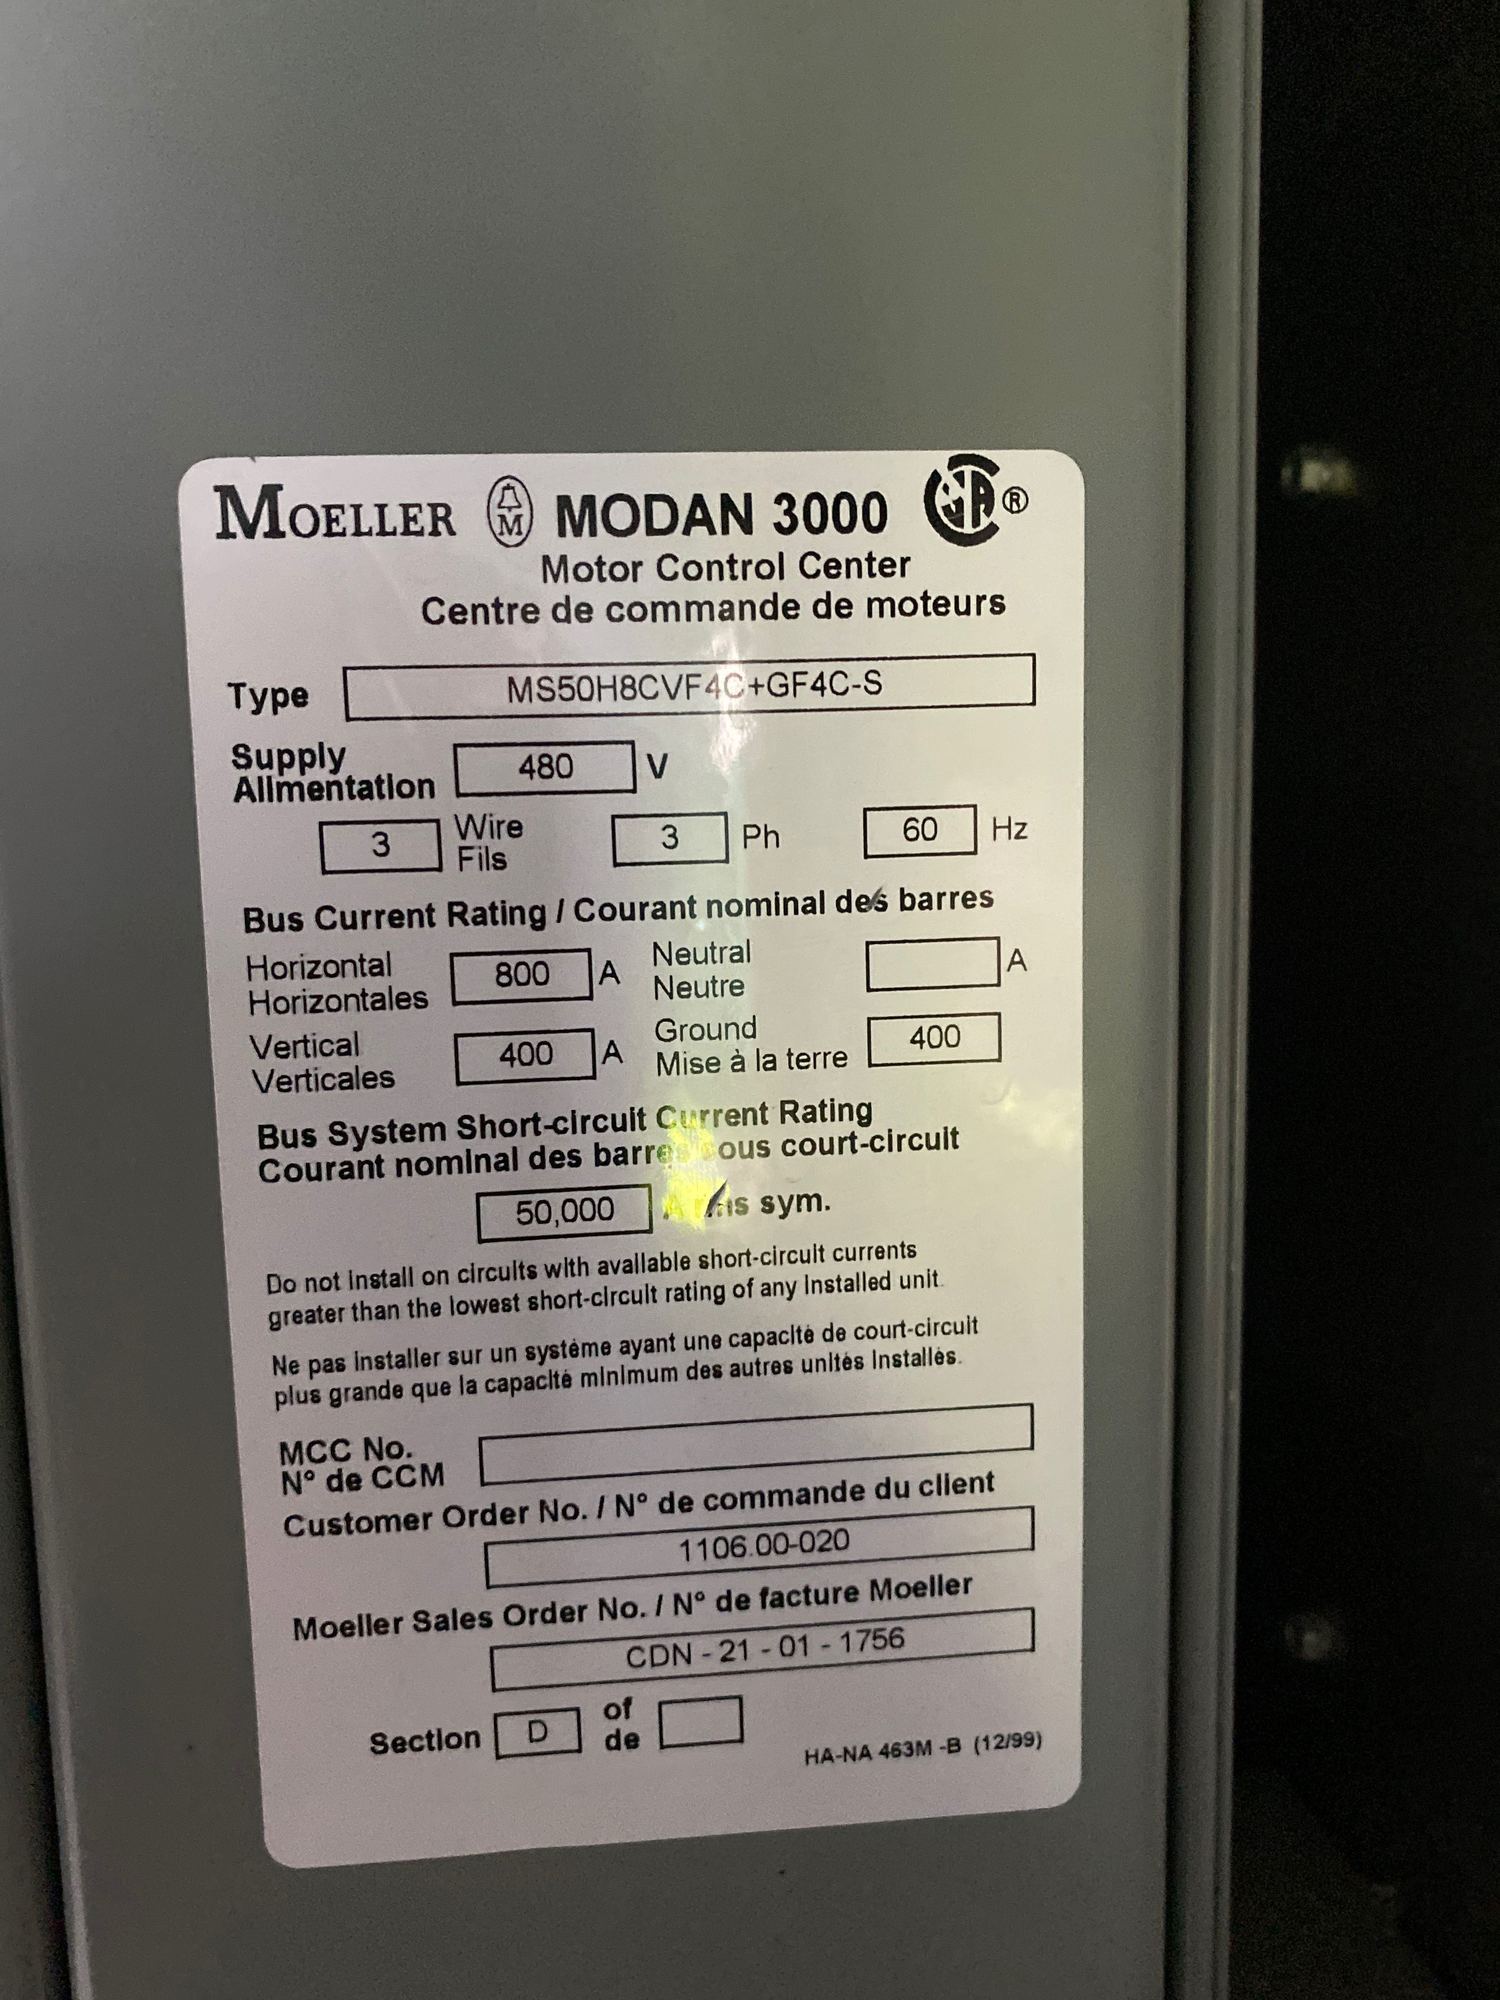 MOELLER M MODAN 3000 ®
Motor Control Center
Centre de commande de moteurs
Type MS50H8CVF4C+GF4C-S
Supply 480 V
Alimentation
3 Wire 3 Ph 60 Hz
Fils
Bus Current Rating / Courant nominal des barres
Horizontal 800 A Neutral A
Horizontales Neutre
Vertical 400 A Ground 400
Verticales Mise à la terre
Bus System Short-circuit Current Rating
Courant nominal des barres sous court-circuit
50,000 A rms sym.
Do not install on circuits with available short-circuit currents
greater than the lowest short-circuit rating of any installed unit.
Ne pas installer sur un système ayant une capacité de court-circuit
plus grande que la capacité minimum des autres unités installés.
MCC No.
N° de CCM
Customer Order No. / N° de commande du client
1106.00-020
Moeller Sales Order No. / N° de facture Moeller
CDN - 21 - 01 - 1756
Section D of
de
HA-NA 463M -B (12/99)